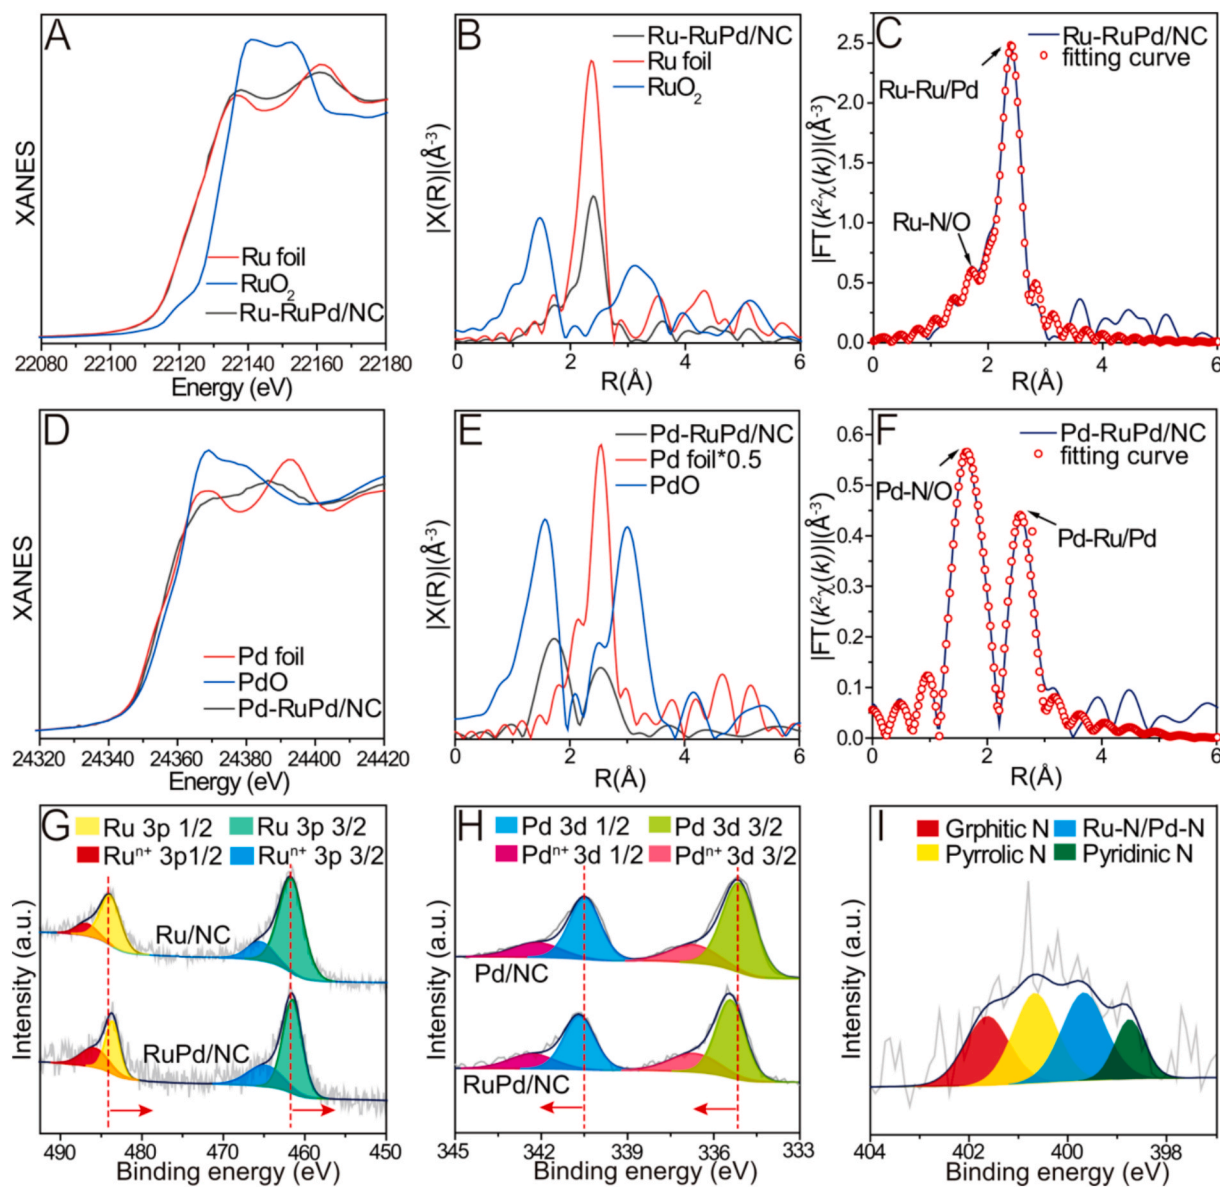 A
XANES
Ru foil
RuO2
Ru-RuPd/NC
22080 22100 22120 22140 22160 22180
Energy (eV)
B
|X(R)|(Å-3)
Ru-RuPd/NC
Ru foil
RuO2
0 2 4 6
R(Å)
C
|FT(k2χ(k))|(Å-3)
Ru-RuPd/NC
fitting curve
Ru-Ru/Pd
Ru-N/O
2.5
2.0
1.5
1.0
0.5
0.0
0 2 4 6
R(Å)
D
XANES
Pd foil
PdO
Pd-RuPd/NC
24320 24360 24380 24400 24420
Energy (eV)
E
|X(R)|(Å-3)
Pd-RuPd/NC
Pd foil*0.5
PdO
0 2 4 6
R(Å)
F
|FT(k2χ(k))|(Å-3)
Pd-RuPd/NC
fitting curve
Pd-N/O
Pd-Ru/Pd
0.6
0.5
0.4
0.3
0.2
0.1
0.0
0 2 4 6
R(Å)
G
Ru 3p 1/2 Ru 3p 3/2
Run+ 3p1/2 Run+ 3p 3/2
Ru/NC
RuPd/NC
Intensity (a.u.)
490 480 470 460 450
Binding energy (eV)
H
Pd 3d 1/2 Pd 3d 3/2
Pdn+ 3d 1/2 Pdn+ 3d 3/2
Pd/NC
RuPd/NC
Intensity (a.u.)
345 342 339 336 333
Binding energy (eV)
I
Grphitic N Ru-N/Pd-N
Pyrrolic N Pyridinic N
Intensity (a.u.)
404 402 400 398
Binding energy (eV)